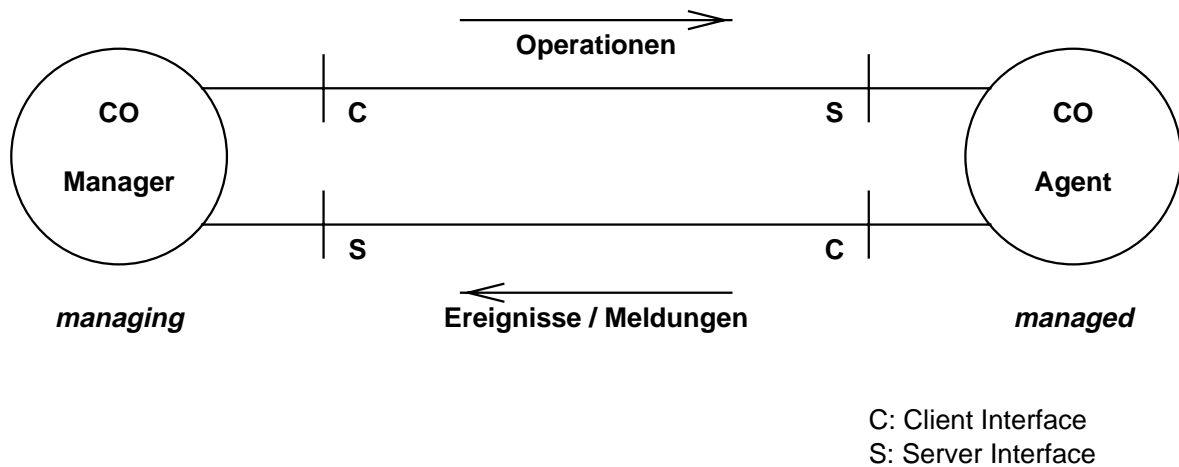 Operationen
CO
Manager
C
S
CO
Agent
S
C
managing
Ereignisse / Meldungen
managed
C: Client Interface
S: Server Interface